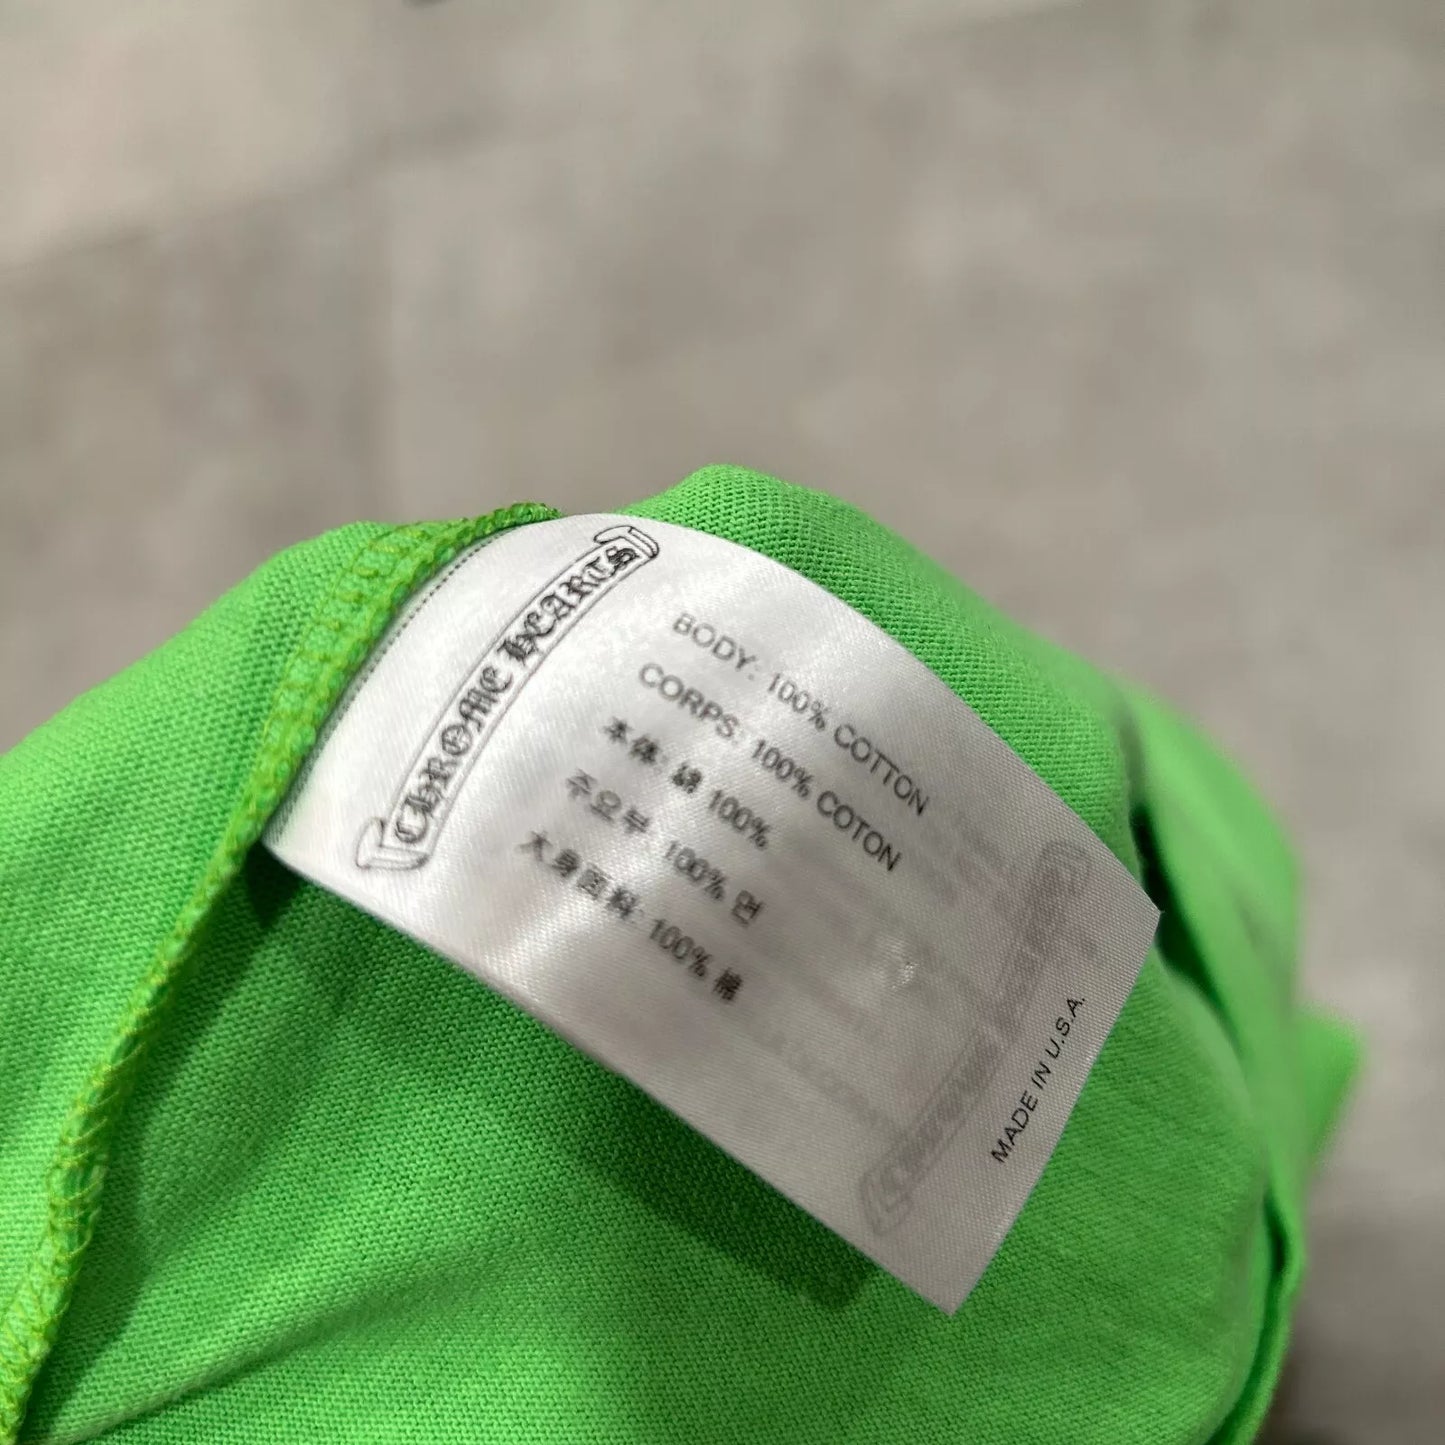 CHROME HEARTS
BODY: 100% COTTON
CORPS: 100% COTON
本体: 綿 100%
주요부: 100% 면
大身面料: 100% 棉
MADE IN U.S.A.